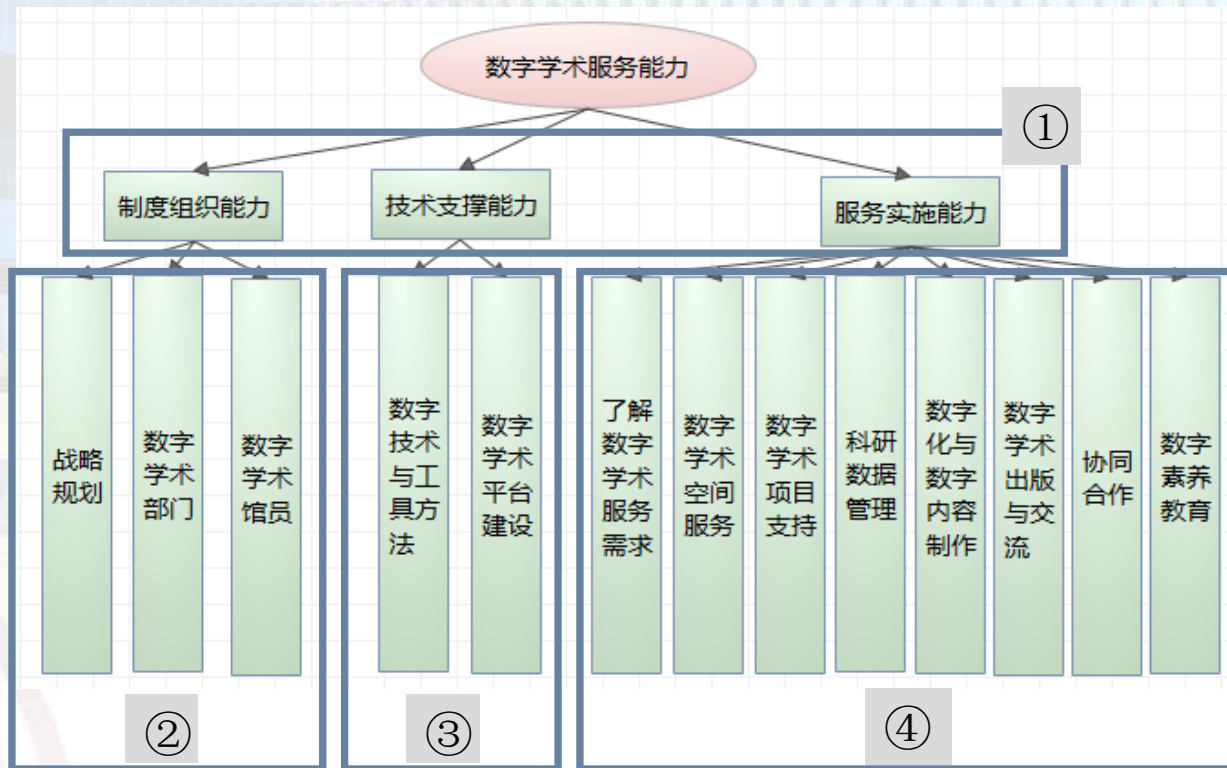 数字学术服务能力
①
制度组织能力
技术支撑能力
服务实施能力
战略
规划
数字
学术
部门
数字
学术
馆员
数字
技术
与工
具方
法
数字
学术
平台
建设
了解
数字
学术
服务
需求
数字
学术
空间
服务
数字
学术
项目
支持
科研
数据
管理
数字
化与
数字
内容
制作
数字
学术
出版
与交
流
协同
合作
数字
素养
教育
②
③
④